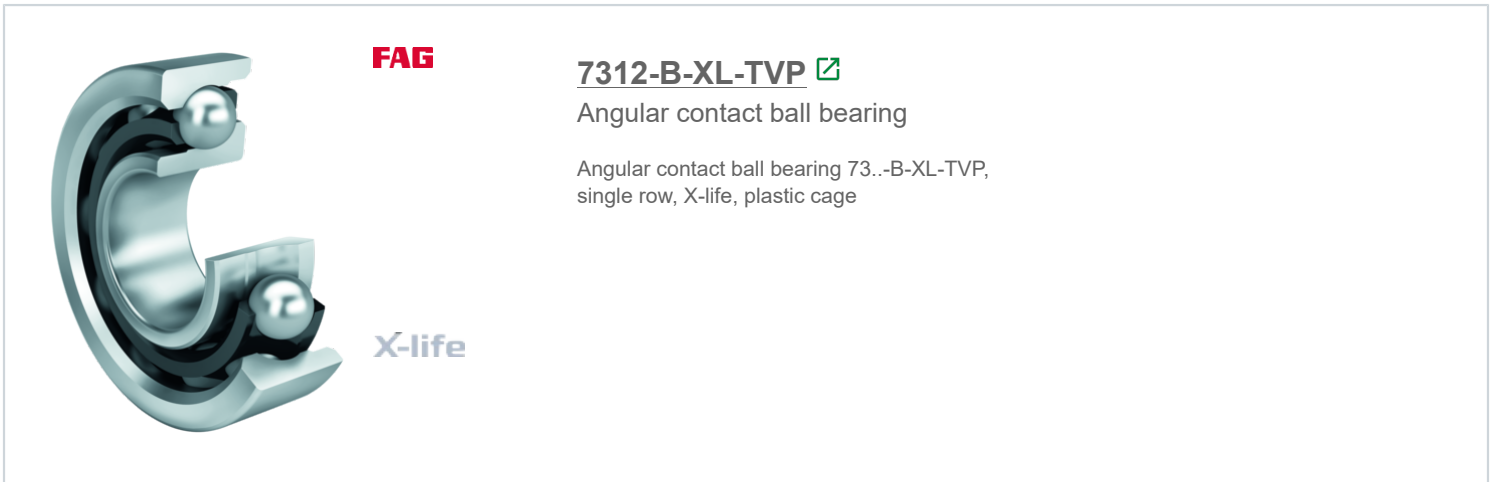 FAG
7312-B-XL-TVP
Angular contact ball bearing
Angular contact ball bearing 73..-B-XL-TVP,
single row, X-life, plastic cage
X-life